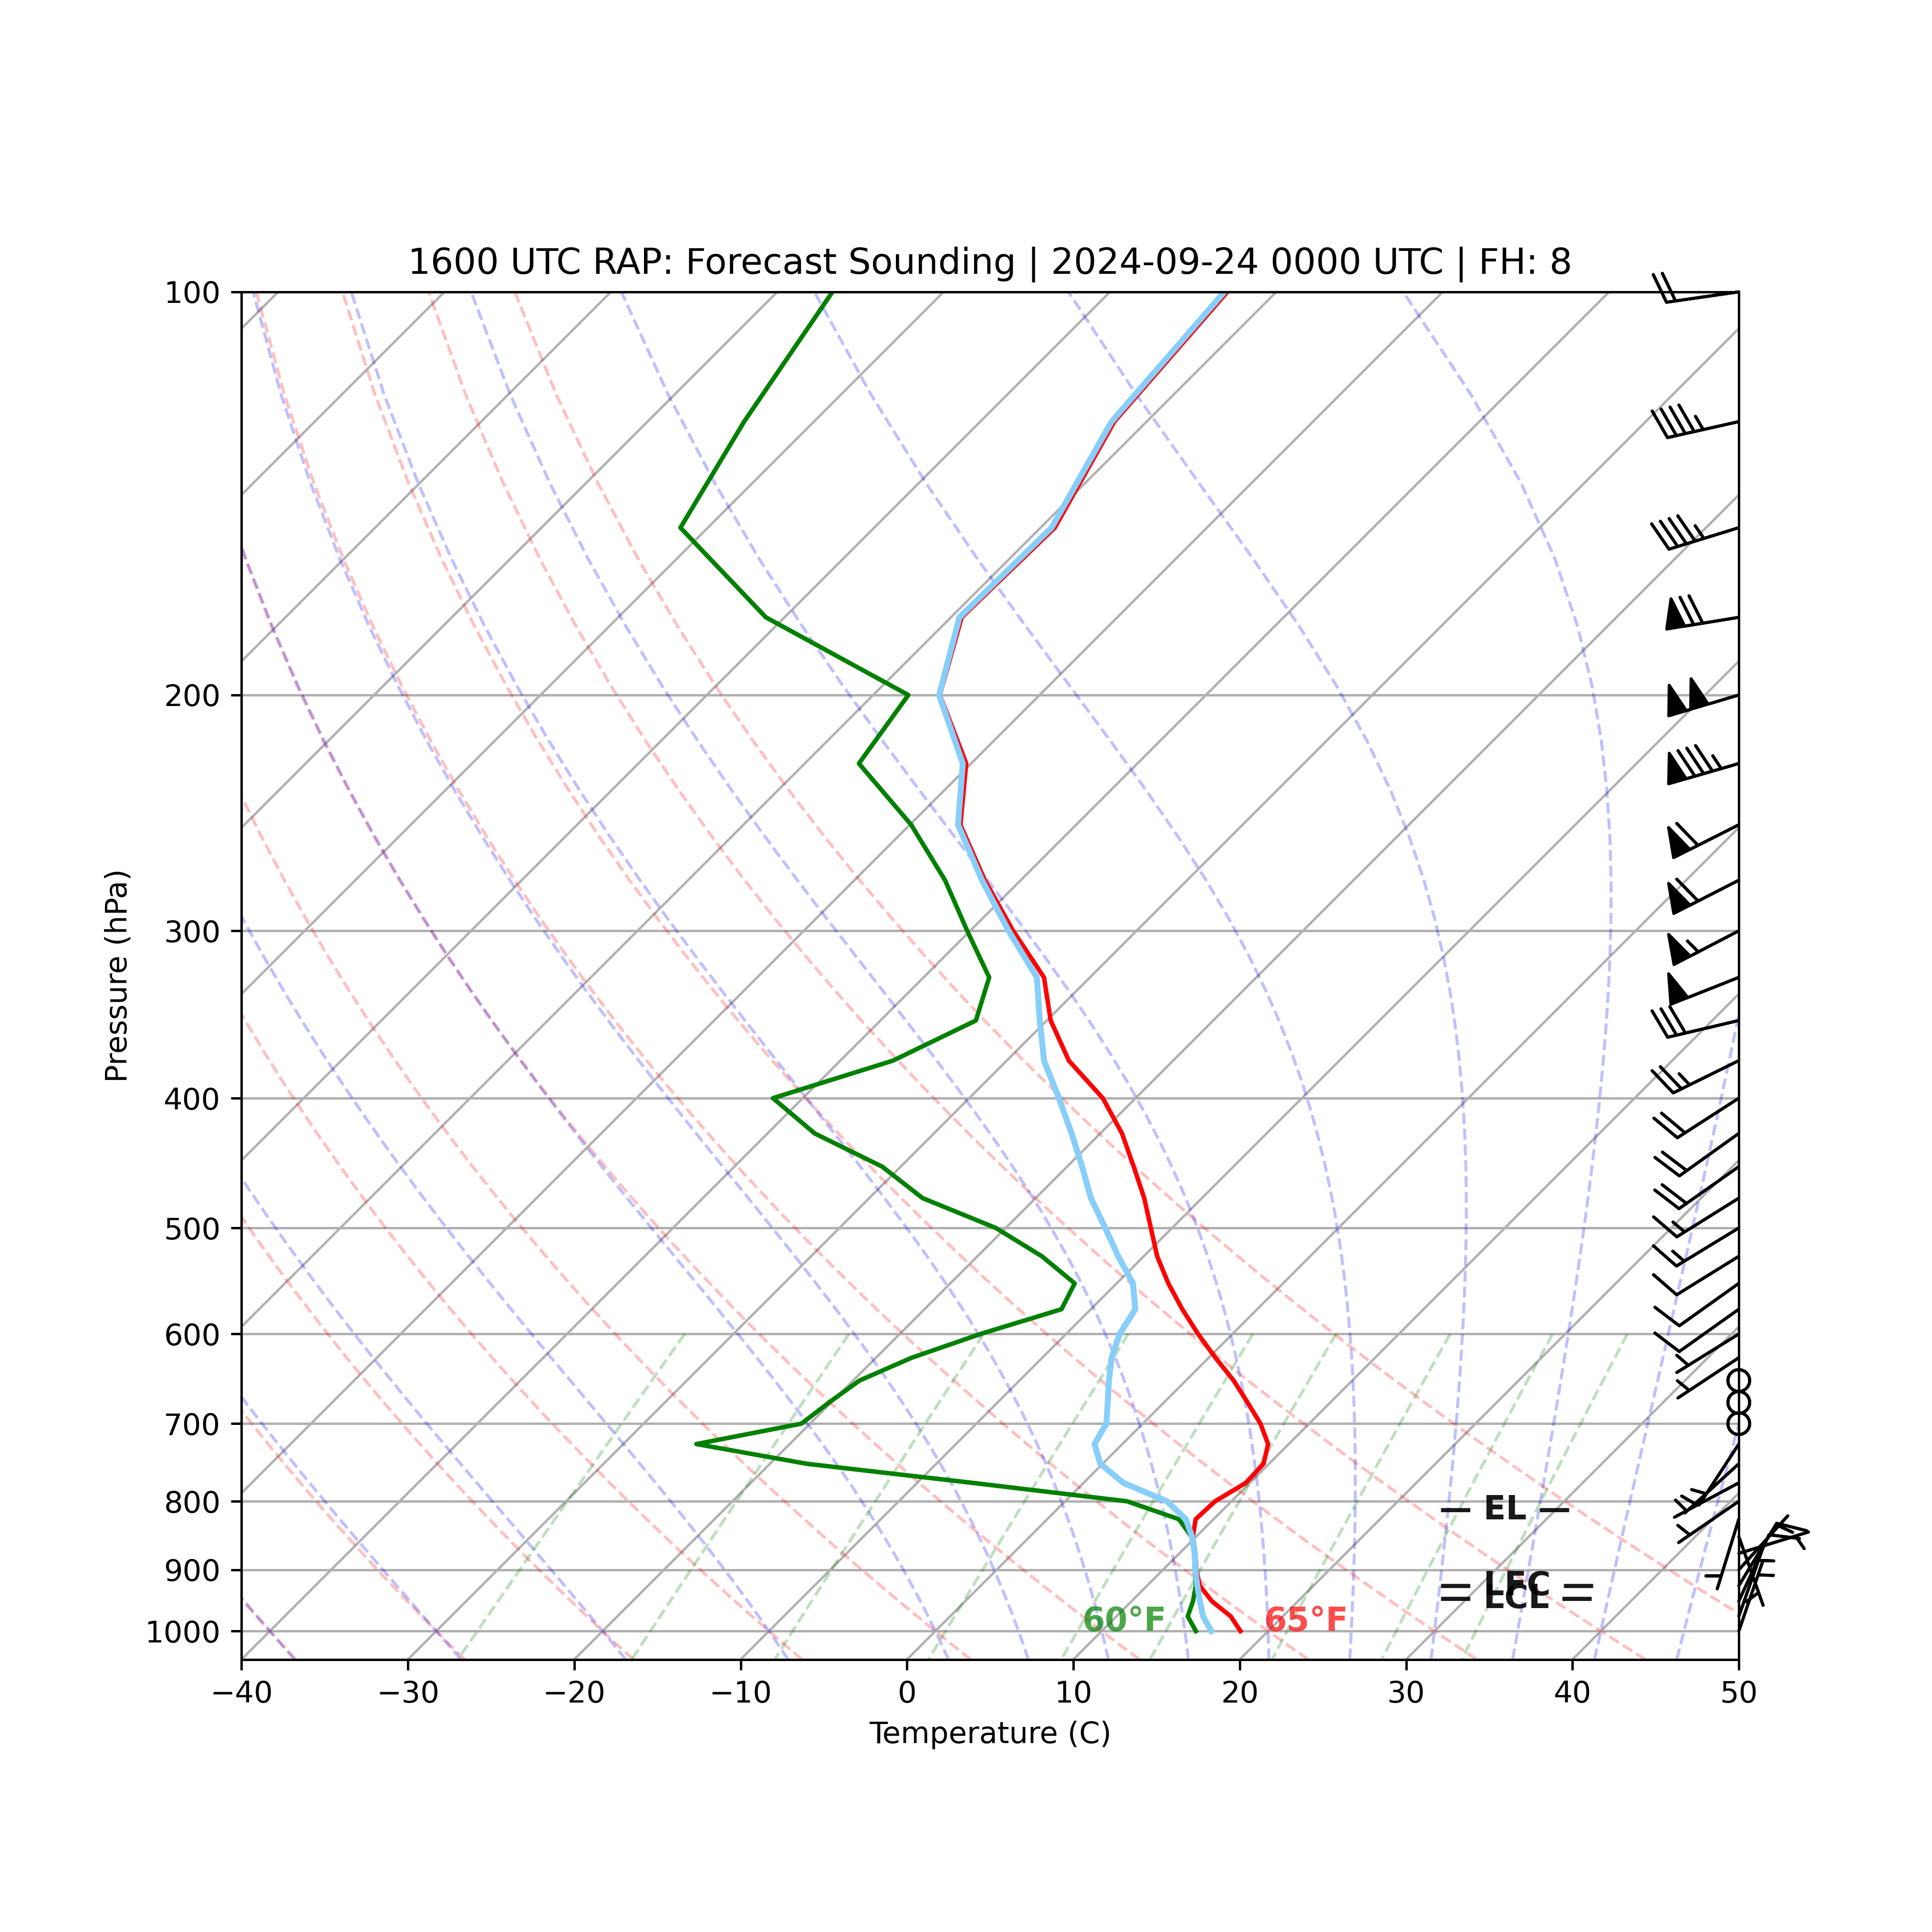 1600 UTC RAP: Forecast Sounding | 2024-09-24 0000 UTC | FH: 8
100
200
300
400
500
600
700
800
900
1000
Pressure (hPa)
— EL —
— LFC —
— LCL —
60°F 65°F
−40 −30 −20 −10 0 10 20 30 40 50
Temperature (C)